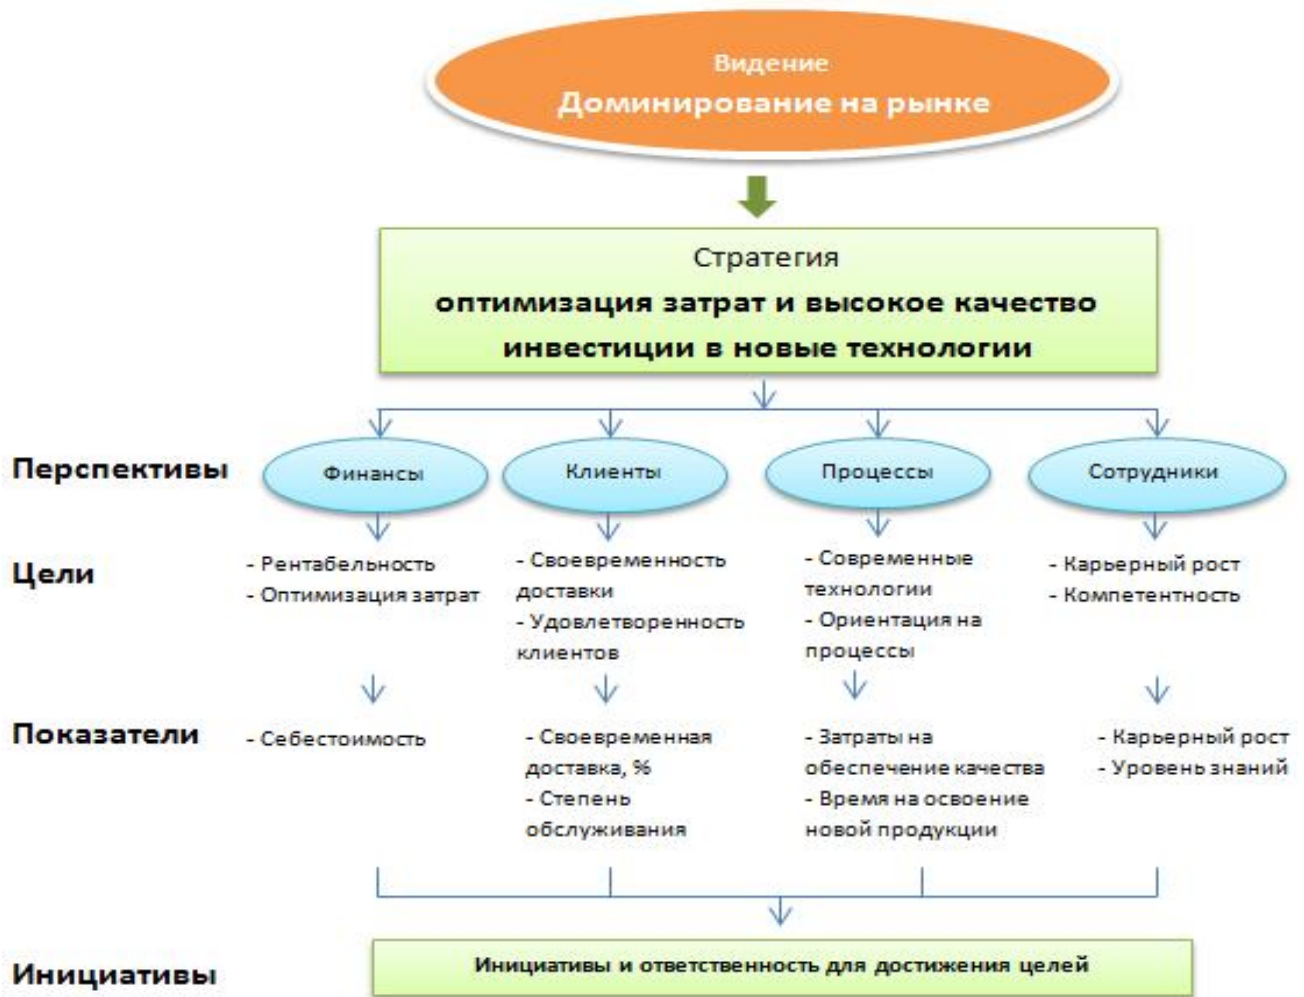 Видение
Доминирование на рынке
Стратегия
оптимизация затрат и высокое качество
инвестиции в новые технологии
Перспективы
Финансы
Клиенты
Процессы
Сотрудники
Цели
- Рентабельность
- Оптимизация затрат
- Своевременность
доставки
- Удовлетворенность
клиентов
- Современные
технологии
- Ориентация на
процессы
- Карьерный рост
- Компетентность
Показатели
- Себестоимость
- Своевременная
доставка, %
- Степень
обслуживания
- Затраты на
обеспечение качества
- Время на освоение
новой продукции
- Карьерный рост
- Уровень знаний
Инициативы
Инициативы и ответственность для достижения целей